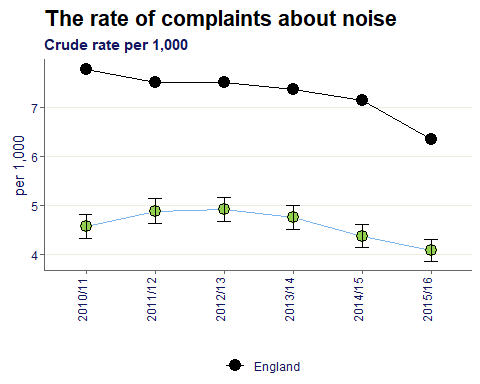 The rate of complaints about noise
Crude rate per 1,000
per 1,000
7
6
5
4
2010/11
2011/12
2012/13
2013/14
2014/15
2015/16
England